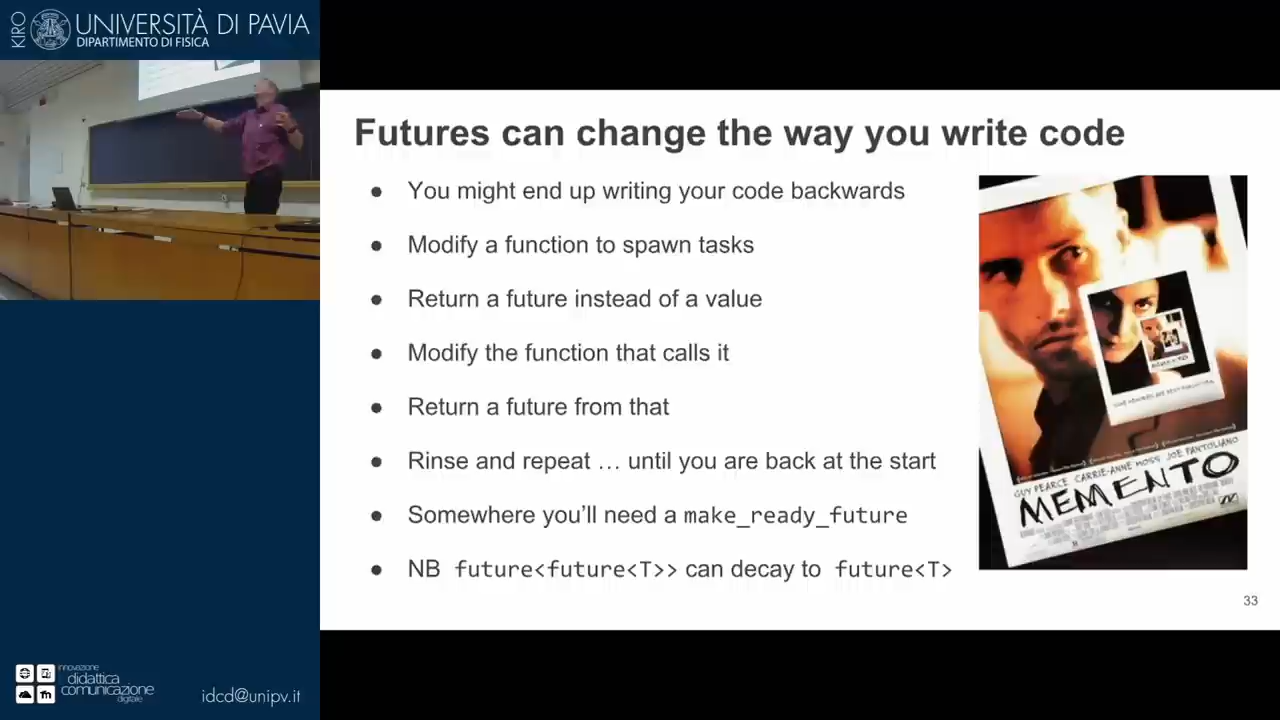 KIRO
UNIVERSITÀ DI PAVIA
DIPARTIMENTO DI FISICA
Futures can change the way you write code
● You might end up writing your code backwards
● Modify a function to spawn tasks
● Return a future instead of a value
● Modify the function that calls it
● Return a future from that
● Rinse and repeat … until you are back at the start
● Somewhere you’ll need a make_ready_future
● NB future<future<T>> can decay to future<T>
GUY PEARCE CARRIE-ANNE MOSS JOE PANTOLIANO
MEMENTO
33
innovazione
didattica
comunicazione
digitale
idcd@unipv.it